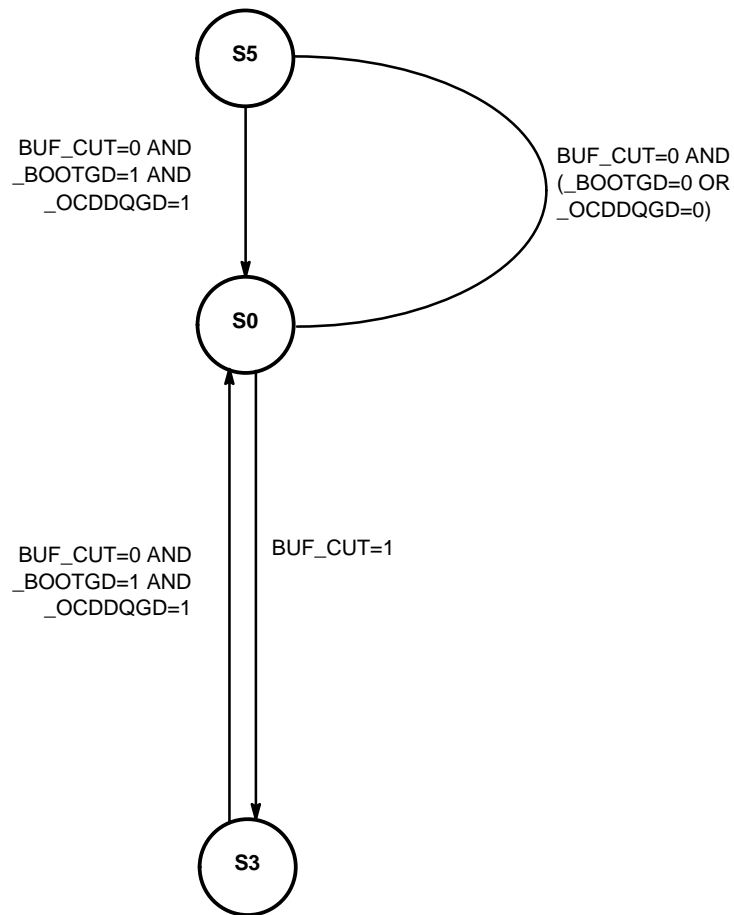 S5
BUF_CUT=0 AND
_BOOTGD=1 AND
_OCDDQGD=1
BUF_CUT=0 AND
(_BOOTGD=0 OR
_OCDDQGD=0)
S0
BUF_CUT=0 AND
_BOOTGD=1 AND
_OCDDQGD=1
BUF_CUT=1
S3